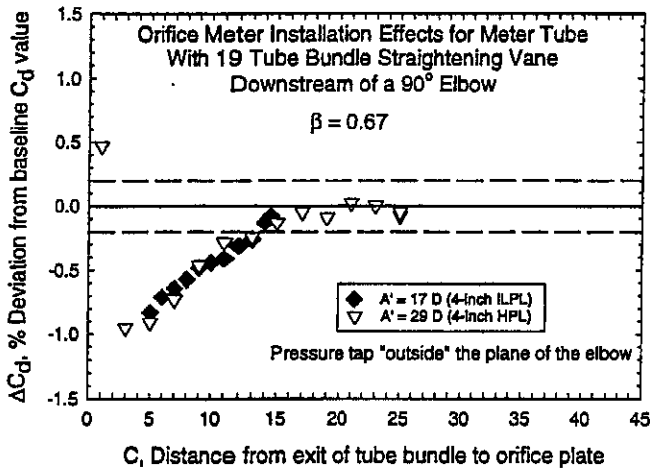 Orifice Meter Installation Effects for Meter Tube
With 19 Tube Bundle Straightening Vane
Downstream of a 90° Elbow
β = 0.67
ΔCd, % Deviation from baseline Cd value
1.5
1.0
0.5
0.0
-0.5
-1.0
-1.5
A' = 17 D (4-inch ILPL)
A' = 29 D (4-inch HPL)
Pressure tap "outside" the plane of the elbow
0 5 10 15 20 25 30 35 40 45
C, Distance from exit of tube bundle to orifice plate